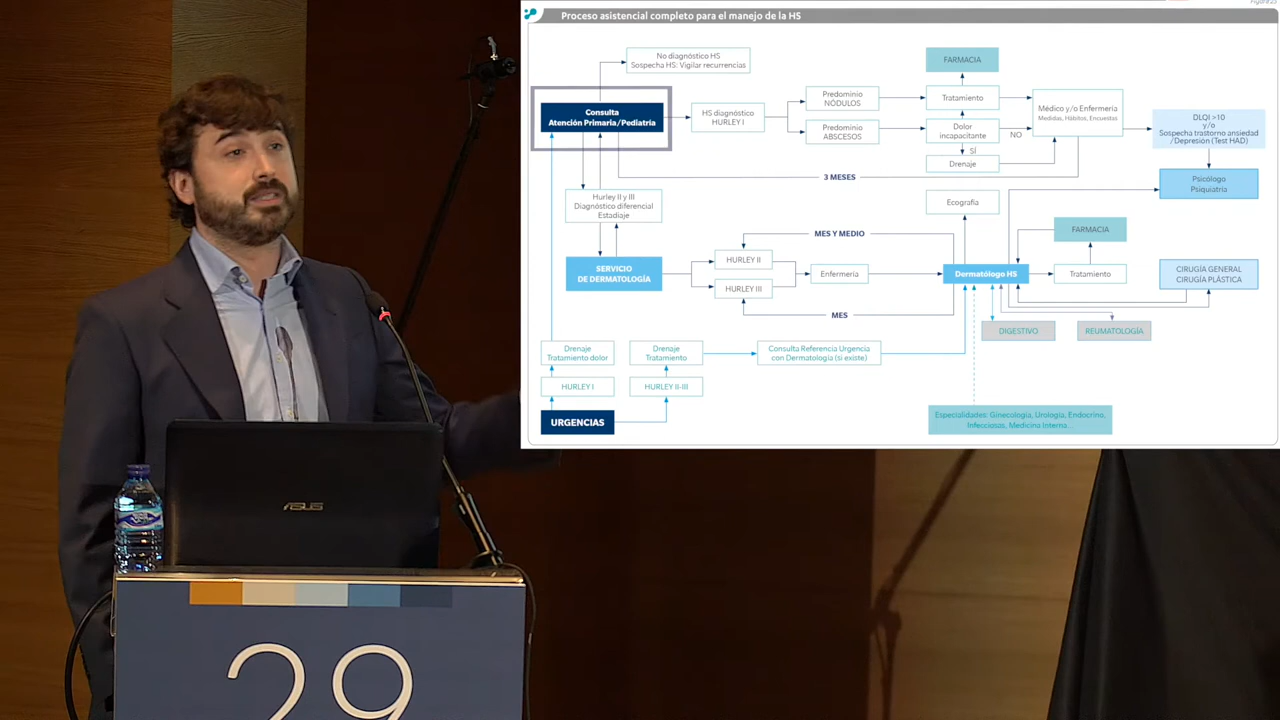 Figura 25
Proceso asistencial completo para el manejo de la HS
No diagnóstico HS
Sospecha HS: Vigilar recurrencias
FARMACIA
Consulta
Atención Primaria/Pediatría
HS diagnóstico
HURLEY I
Predominio
NÓDULOS
Tratamiento
Médico y/o Enfermería
Medidas, Hábitos, Encuestas
Predominio
ABSCESOS
Dolor
incapacitante
NO
SÍ
Drenaje
DLQI >10
y/o
Sospecha trastorno ansiedad
/Depresión (Test HAD)
3 MESES
Psicólogo
Psiquiatría
Hurley II y III
Diagnóstico diferencial
Estadiaje
Ecografía
MES Y MEDIO
FARMACIA
SERVICIO
DE DERMATOLOGÍA
HURLEY II
HURLEY III
Enfermería
Dermatólogo HS
Tratamiento
CIRUGÍA GENERAL
CIRUGÍA PLÁSTICA
MES
DIGESTIVO
REUMATOLOGÍA
Drenaje
Tratamiento dolor
Drenaje
Tratamiento
Consulta Referencia Urgencia
con Dermatología (si existe)
HURLEY I
HURLEY II-III
URGENCIAS
Especialidades: Ginecología, Urología, Endocrino,
Infecciosas, Medicina Interna...
ASUS
29